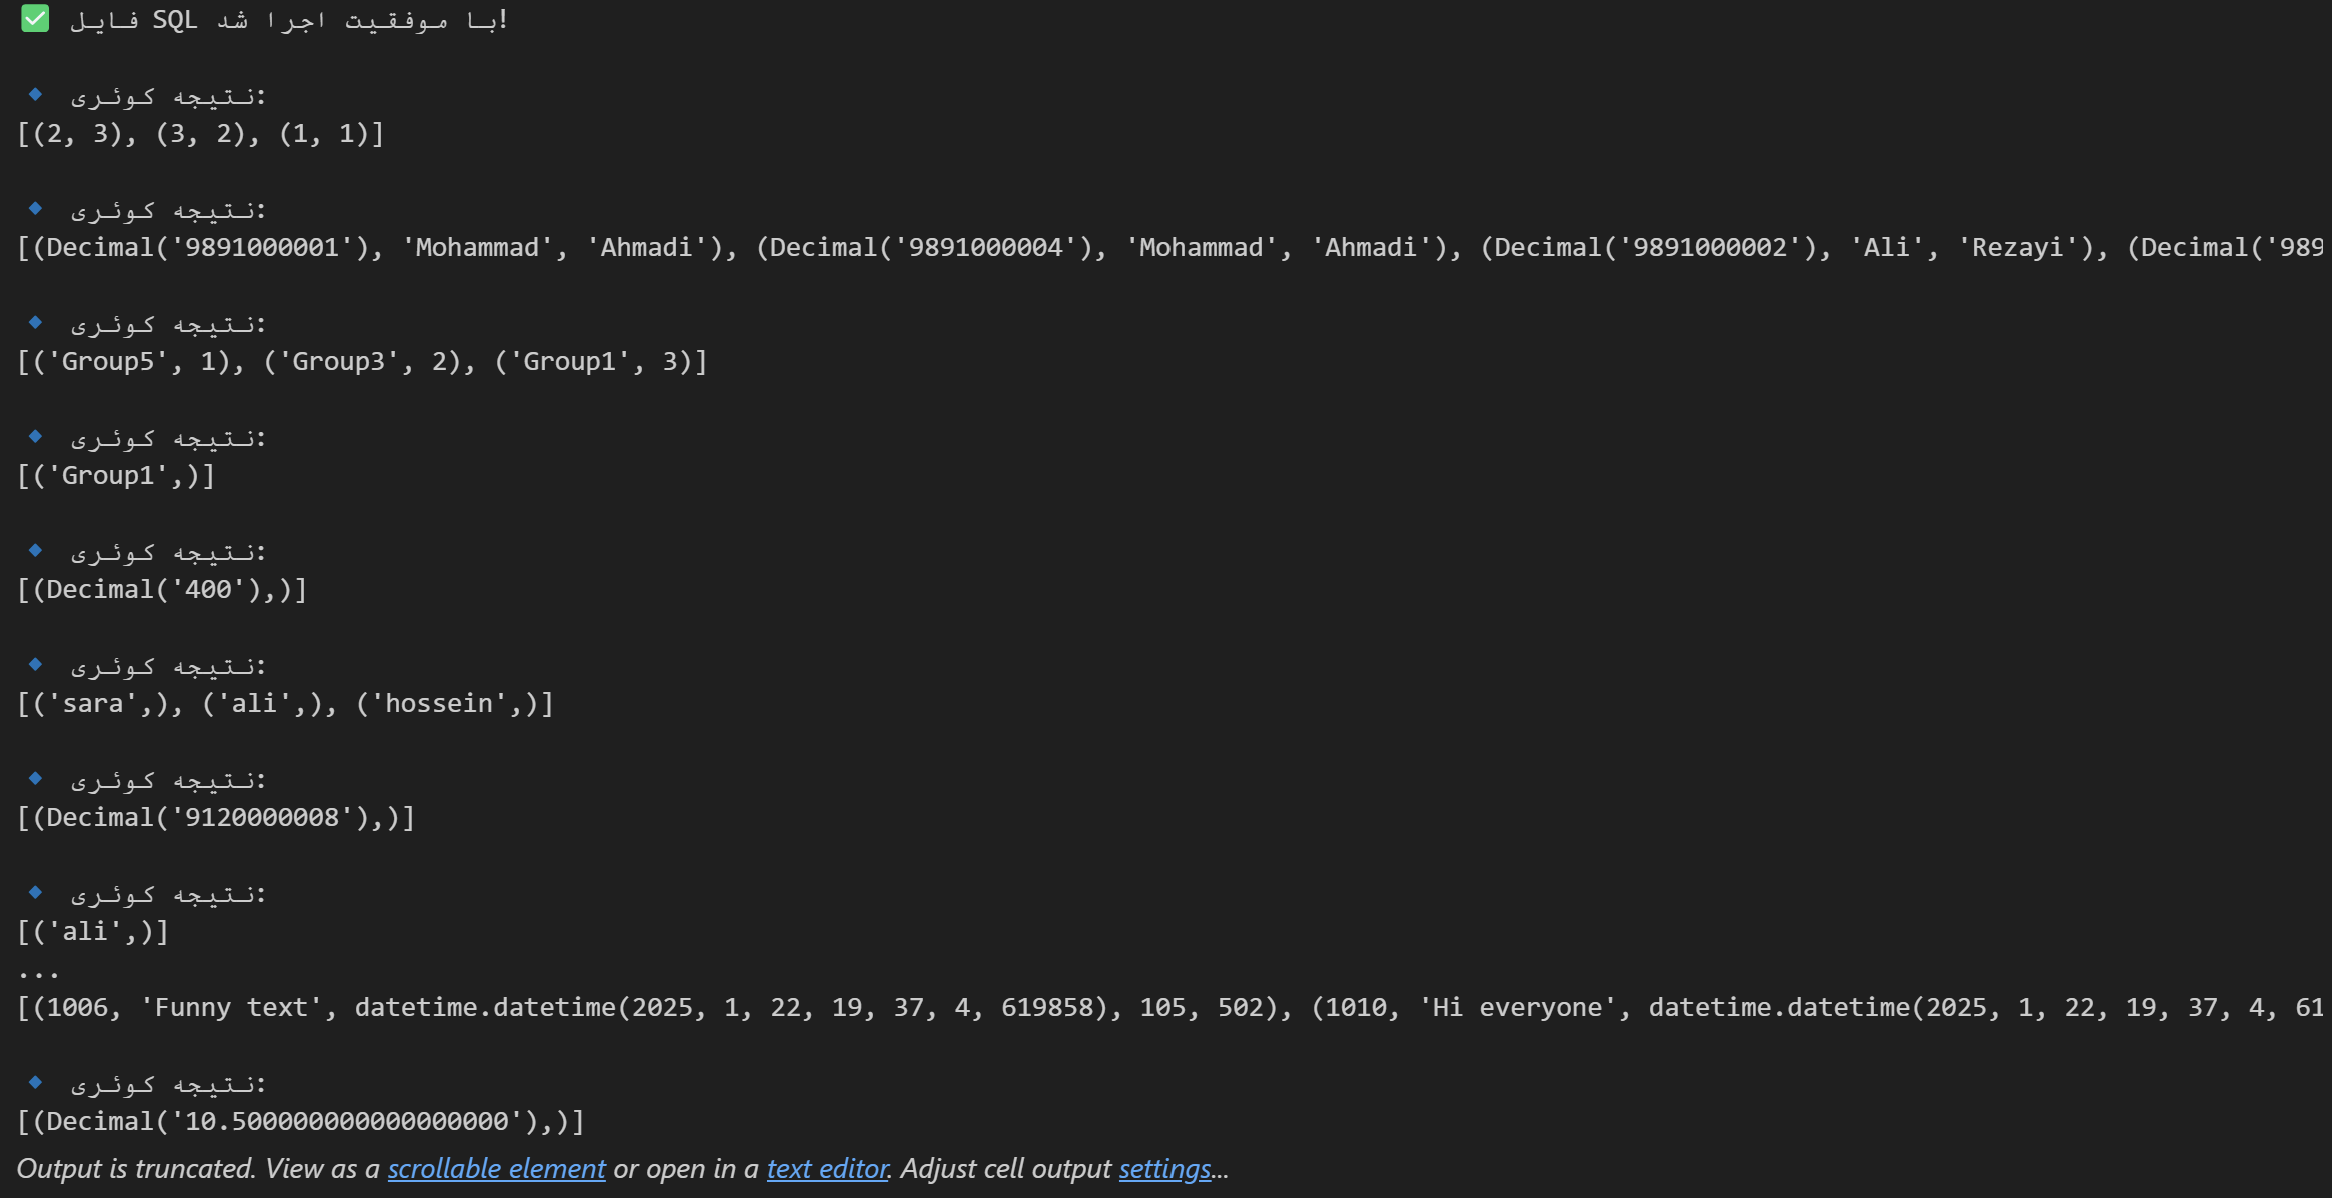 ✅ فایل SQL با موفقیت اجرا شد!
🔹 نتیجه کوئری:
[(2, 3), (3, 2), (1, 1)]
🔹 نتیجه کوئری:
[(Decimal('9891000001'), 'Mohammad', 'Ahmadi'), (Decimal('9891000004'), 'Mohammad', 'Ahmadi'), (Decimal('9891000002'), 'Ali', 'Rezayi'), (Decimal('989
🔹 نتیجه کوئری:
[('Group5', 1), ('Group3', 2), ('Group1', 3)]
🔹 نتیجه کوئری:
[('Group1',)]
🔹 نتیجه کوئری:
[(Decimal('400'),)]
🔹 نتیجه کوئری:
[('sara',), ('ali',), ('hossein',)]
🔹 نتیجه کوئری:
[(Decimal('9120000008'),)]
🔹 نتیجه کوئری:
[('ali',)]
...
[(1006, 'Funny text', datetime.datetime(2025, 1, 22, 19, 37, 4, 619858), 105, 502), (1010, 'Hi everyone', datetime.datetime(2025, 1, 22, 19, 37, 4, 61
🔹 نتیجه کوئری:
[(Decimal('10.5000000000000000'),)]
Output is truncated. View as a scrollable element or open in a text editor. Adjust cell output settings...